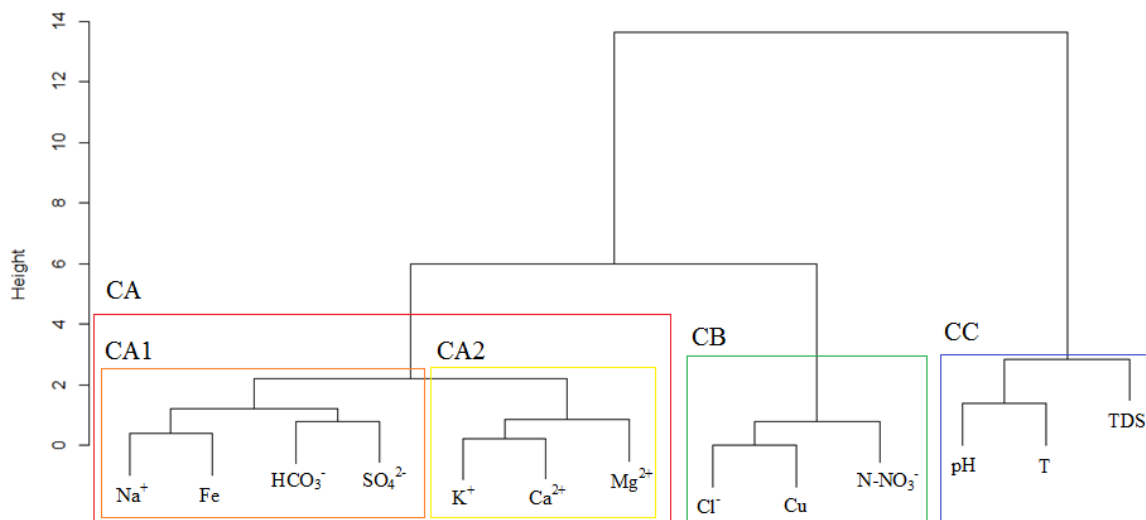 14
12
10
8
6
4
2
0
Height
CA
CA1
CA2
CB
CC
Na⁺
Fe
HCO₃⁻
SO₄²⁻
K⁺
Ca²⁺
Mg²⁺
Cl⁻
Cu
N-NO₃⁻
pH
T
TDS